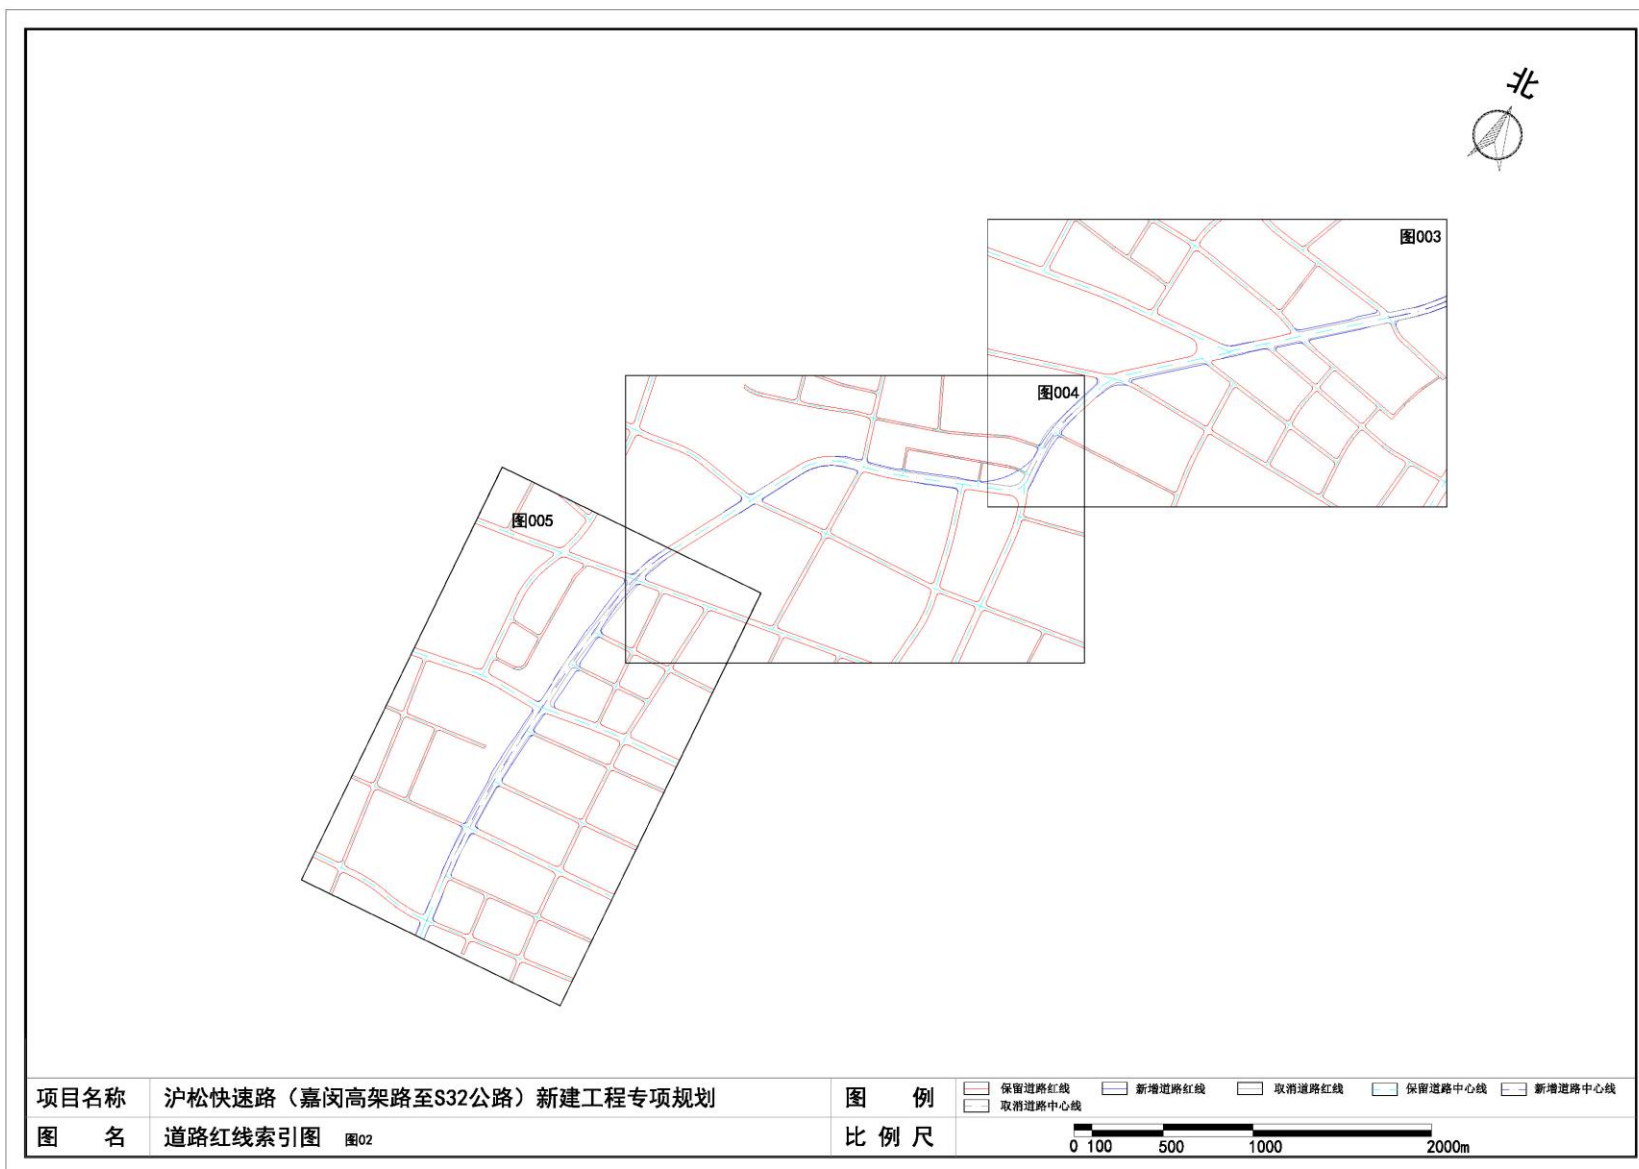 北
图003
图004
图005
项目名称 沪松快速路（嘉闵高架路至S32公路）新建工程专项规划
图 名 道路红线索引图 图02
图 例
保留道路红线 新增道路红线 取消道路红线 保留道路中心线 新增道路中心线
取消道路中心线
比 例 尺
0 100 500 1000 2000m